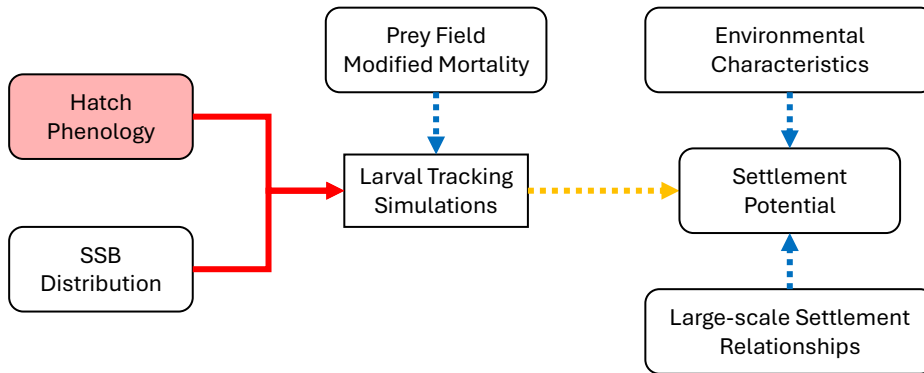 Prey Field
Modified Mortality
Environmental
Characteristics
Hatch
Phenology
Larval Tracking
Simulations
Settlement
Potential
SSB
Distribution
Large-scale Settlement
Relationships